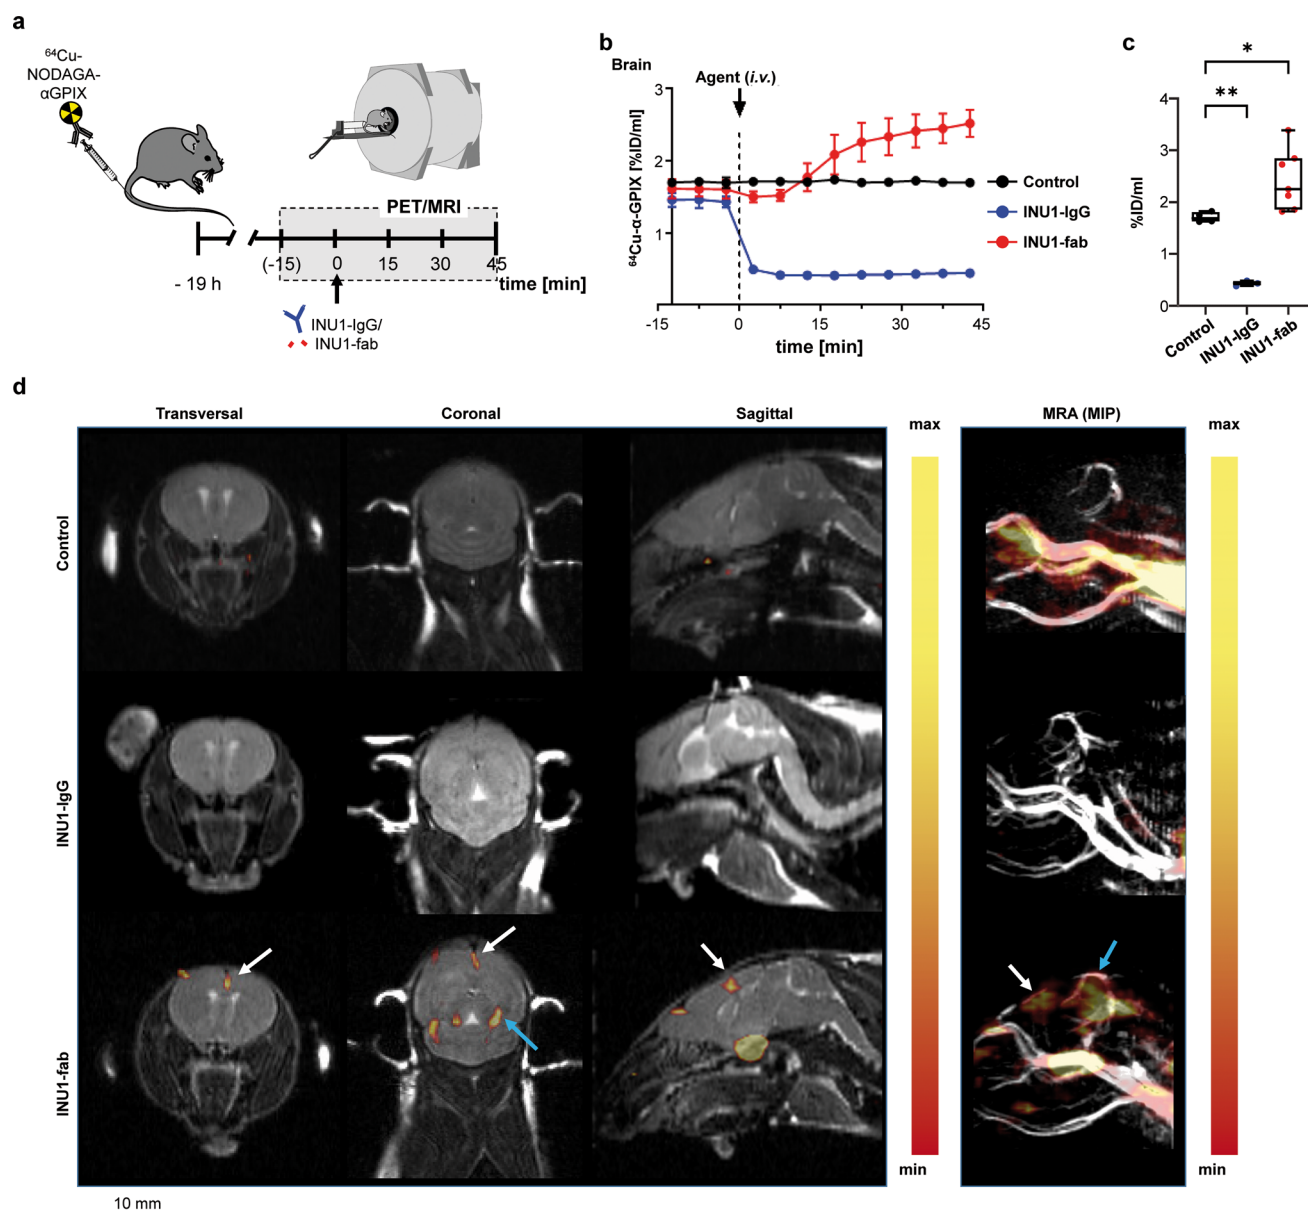 a
64Cu-
NODAGA-
αGPIX
PET/MRI
(-15) 0 15 30 45
- 19 h
time [min]
INU1-IgG/
INU1-fab
b
Brain
Agent (i.v.)
64Cu-α-GPIX [%ID/ml]
3
2
1
-15 0 15 30 45
time [min]
Control
INU1-IgG
INU1-fab
c
*
**
%ID/ml
4
3
2
1
0
Control
INU1-IgG
INU1-fab
d
Transversal Coronal Sagittal MRA (MIP)
max max
Control
INU1-IgG
INU1-fab
min min
10 mm